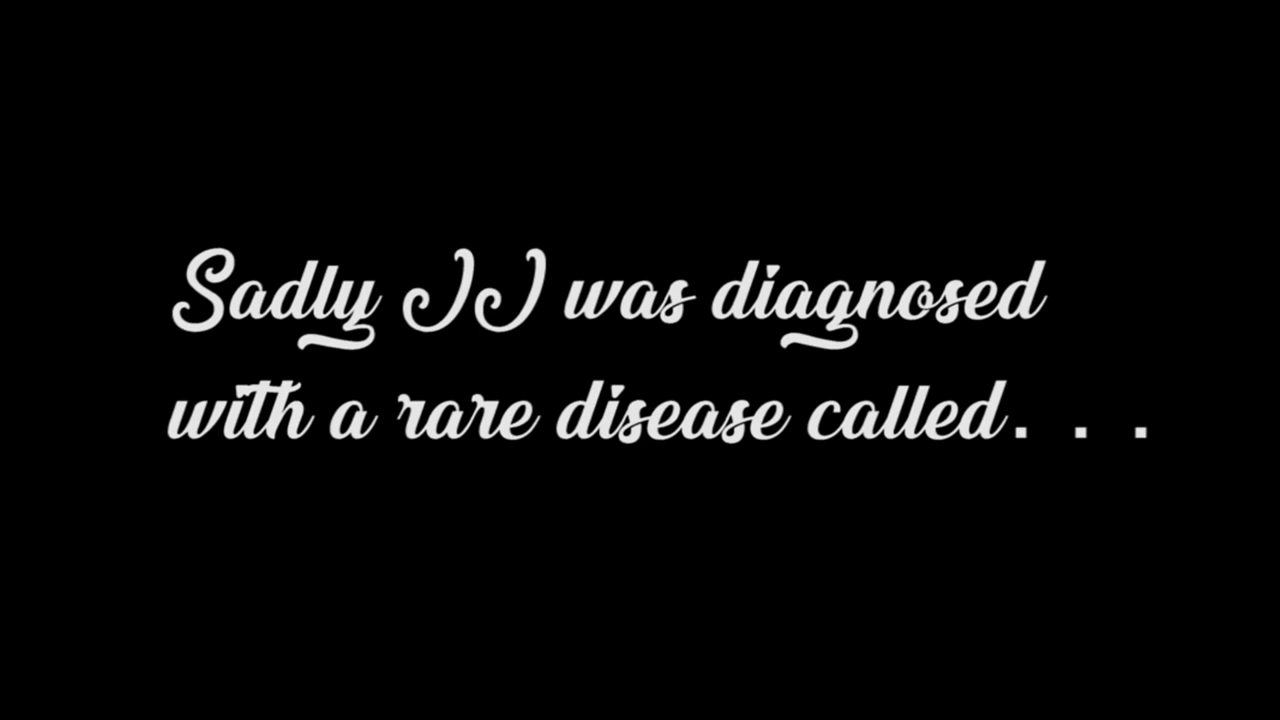 Sadly JJ was diagnosed
with a rare disease called. . .